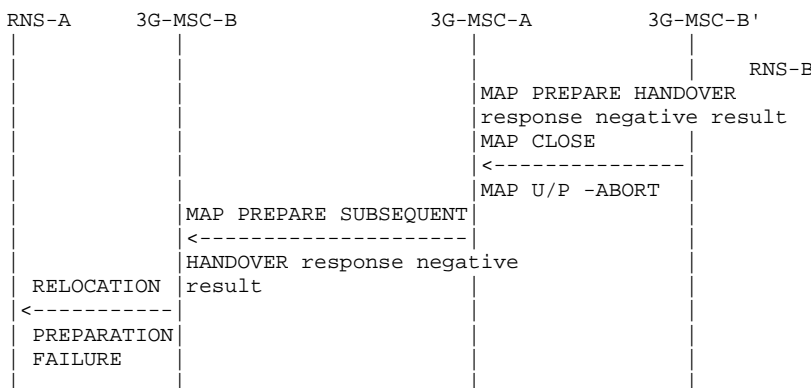 RNS-A 3G-MSC-B 3G-MSC-A 3G-MSC-B'
RNS-B
MAP PREPARE HANDOVER
response negative result
MAP CLOSE
MAP U/P -ABORT
MAP PREPARE SUBSEQUENT
HANDOVER response negative
RELOCATION result
PREPARATION
FAILURE